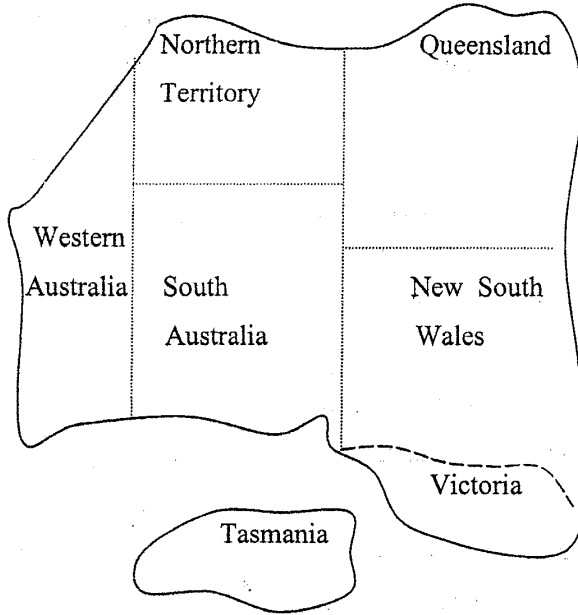 Northern
Territory
Queensland
Western
Australia
South
Australia
New South
Wales
Victoria
Tasmania